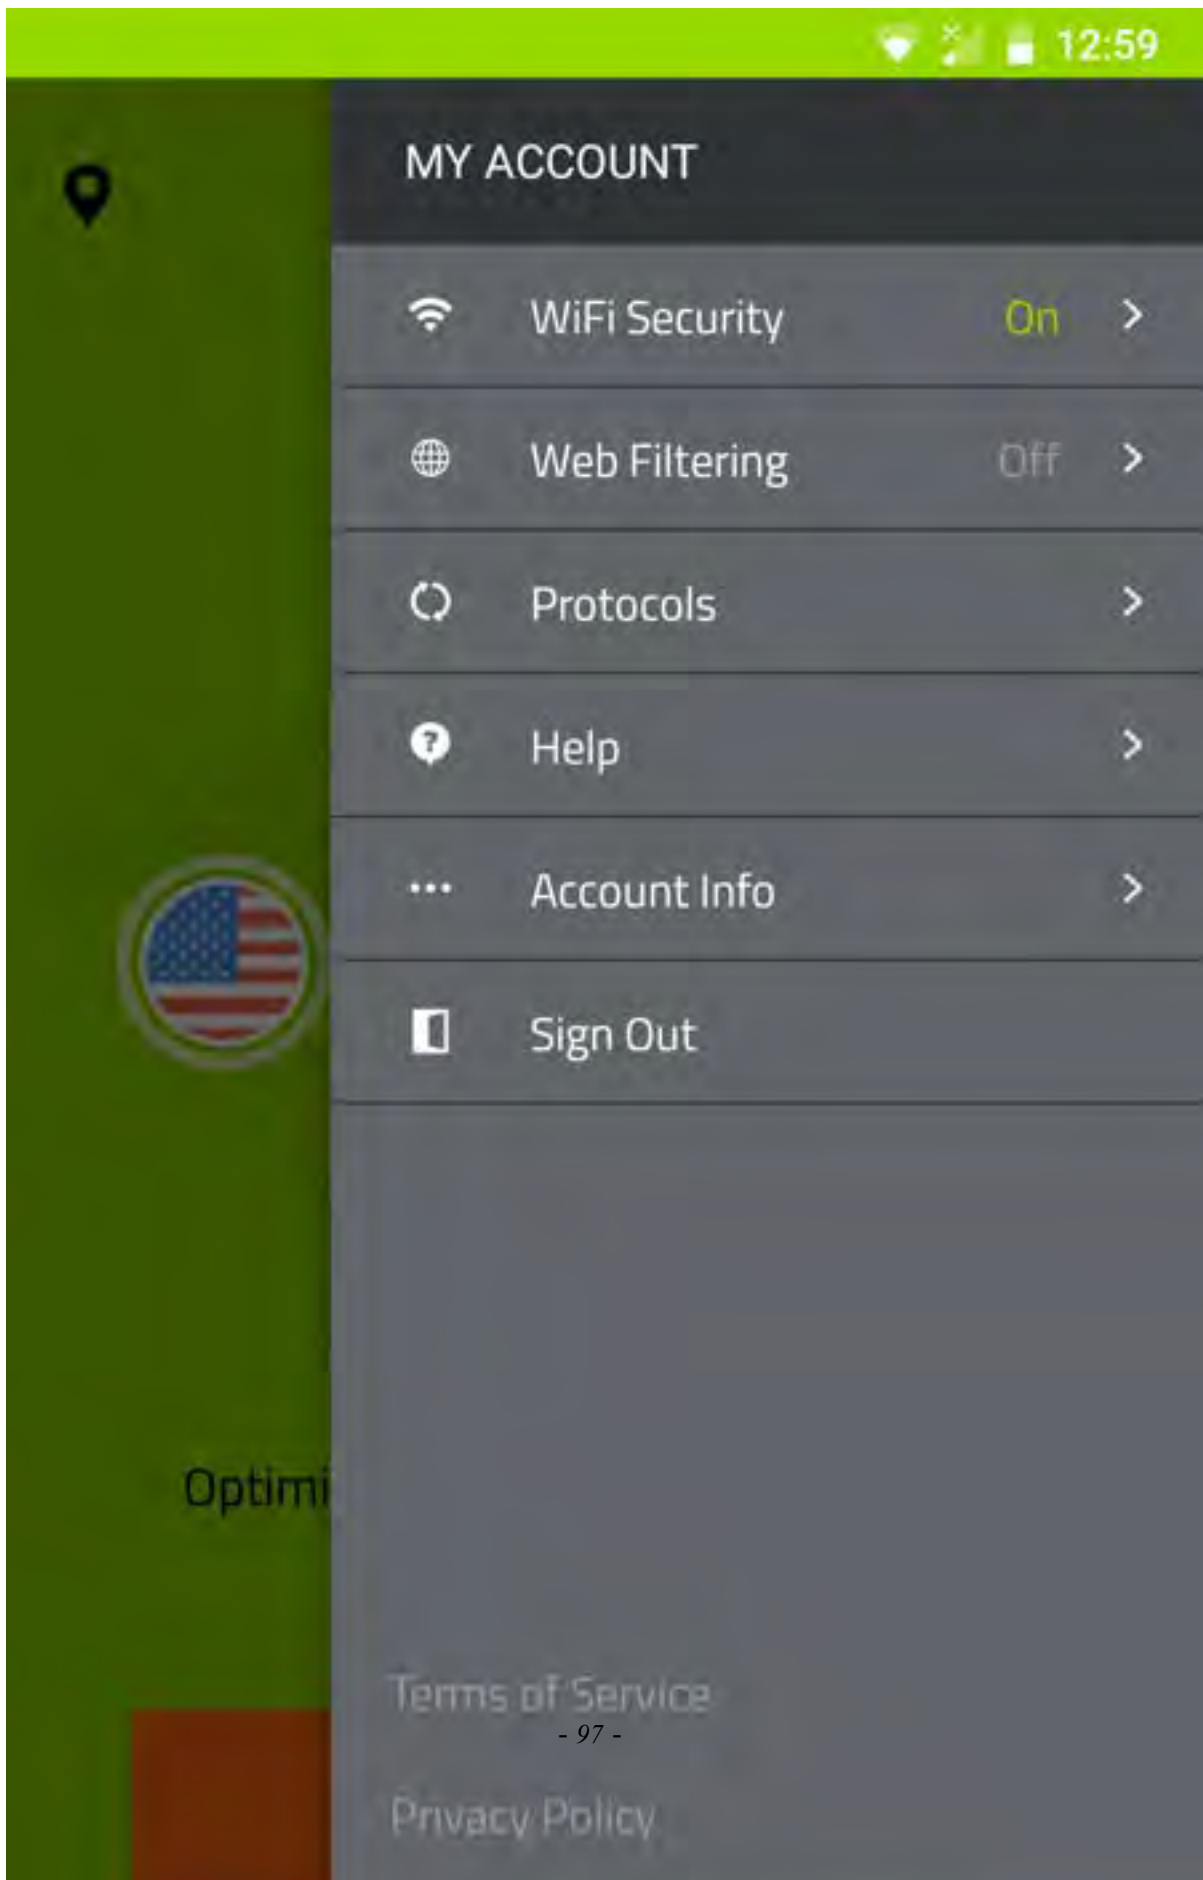 12:59
MY ACCOUNT
WiFi Security On
Web Filtering Off
Protocols
Help
Account Info
Sign Out
Optimi
Terms of Service
- 97 -
Privacy Policy